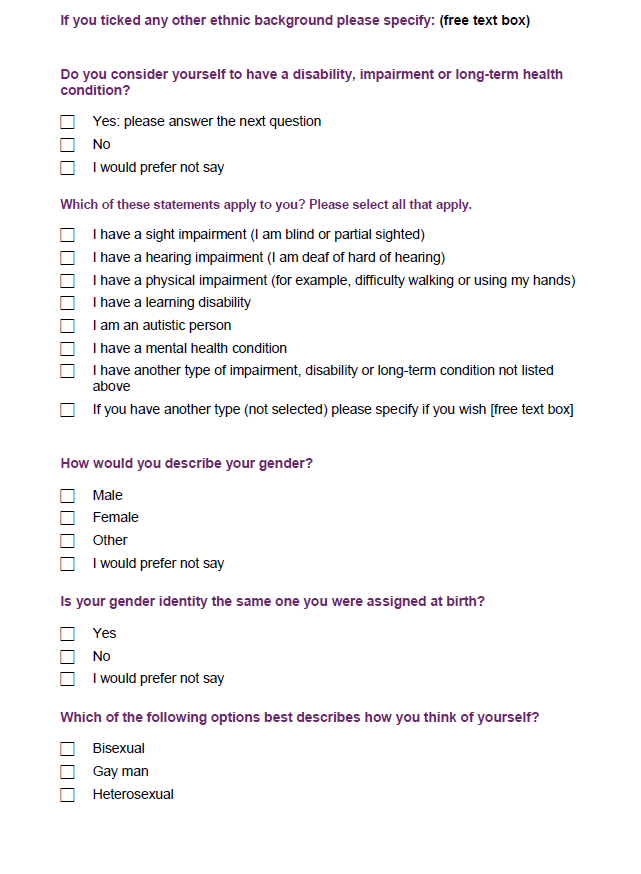 If you ticked any other ethnic background please specify: (free text box)
Do you consider yourself to have a disability, impairment or long-term health
condition?
Yes: please answer the next question
No
I would prefer not say
Which of these statements apply to you? Please select all that apply.
I have a sight impairment (I am blind or partial sighted)
I have a hearing impairment (I am deaf of hard of hearing)
I have a physical impairment (for example, difficulty walking or using my hands)
I have a learning disability
I am an autistic person
I have a mental health condition
I have another type of impairment, disability or long-term condition not listed
above
If you have another type (not selected) please specify if you wish [free text box]
How would you describe your gender?
Male
Female
Other
I would prefer not say
Is your gender identity the same one you were assigned at birth?
Yes
No
I would prefer not say
Which of the following options best describes how you think of yourself?
Bisexual
Gay man
Heterosexual